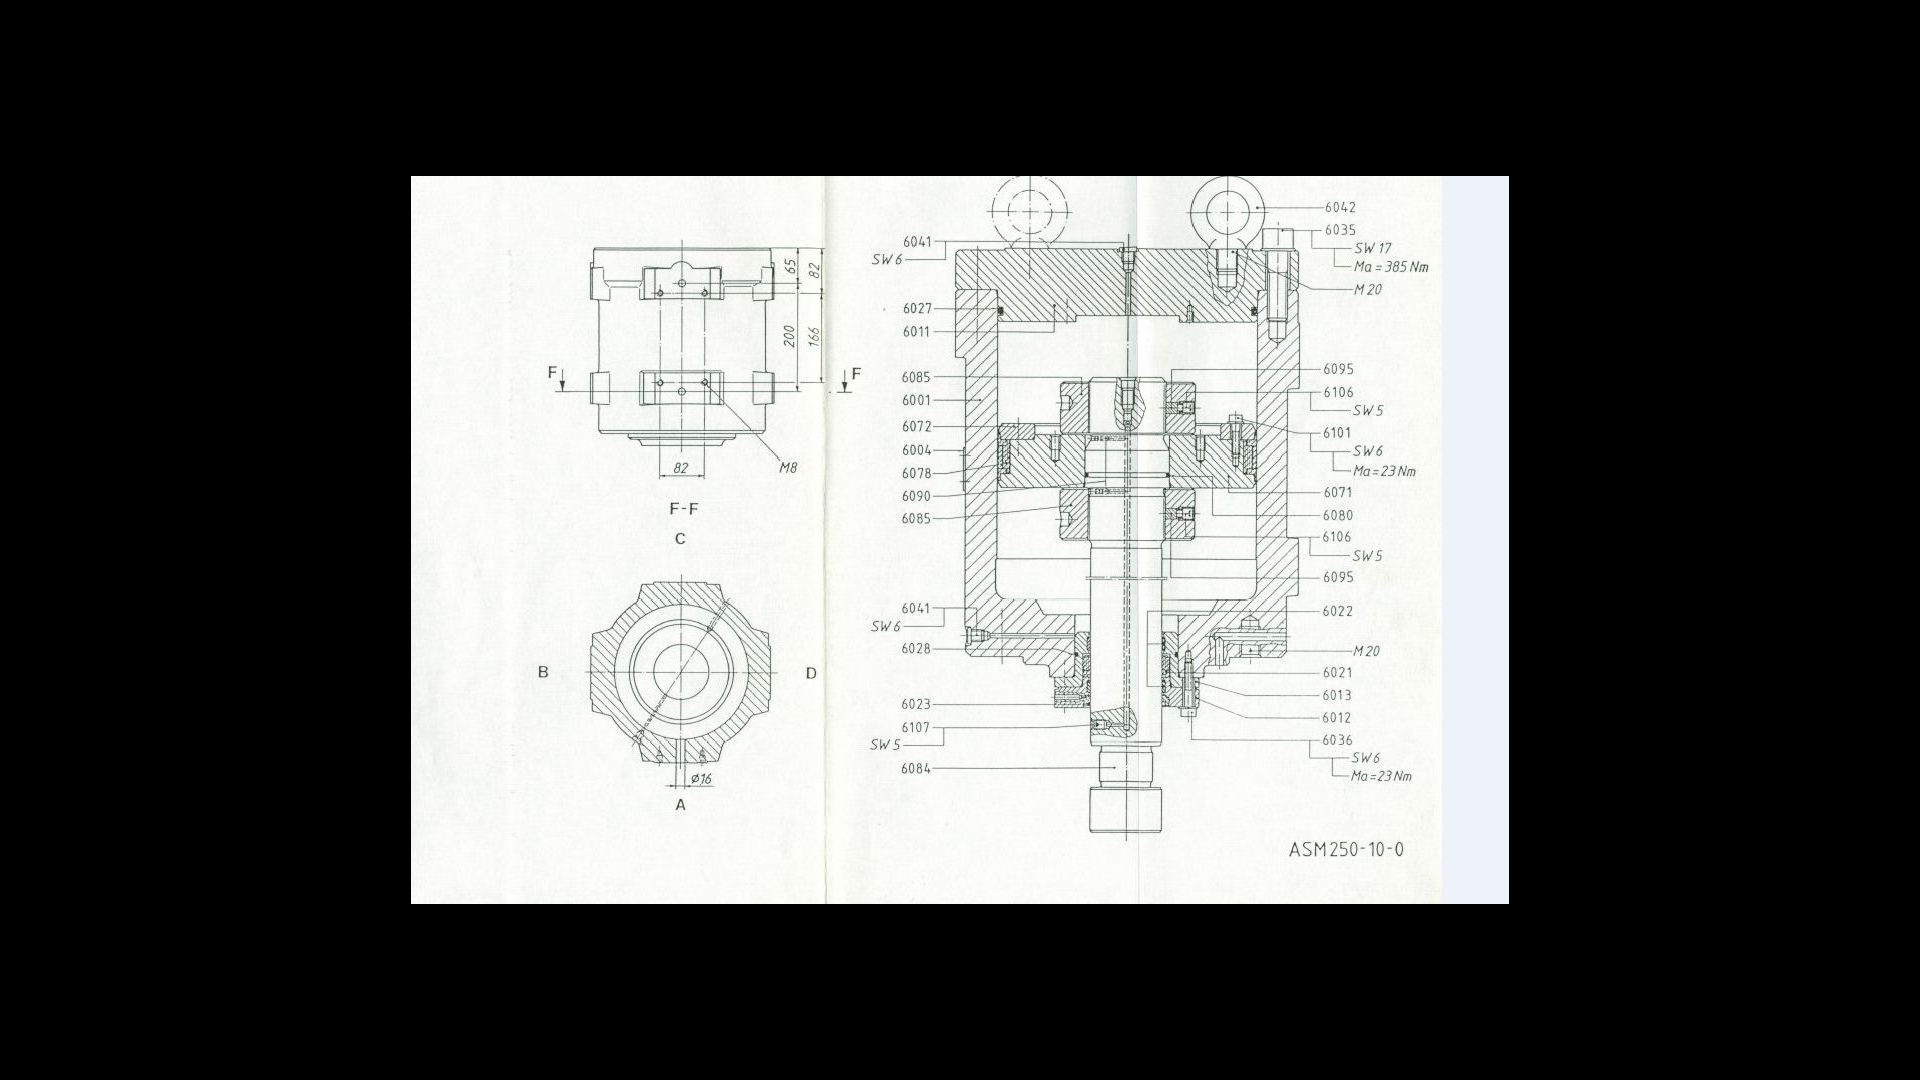 65
82
200
166
F
F
82
M8
F-F
C
B
D
Ø16
A
6041
SW 6
6027
6011
6085
6001
6072
6004
6078
6090
6085
6041
SW 6
6028
6023
6107
SW 5
6084
6042
6035
SW 17
Ma = 385 Nm
M 20
6095
6106
SW 5
6101
SW 6
Ma = 23 Nm
6071
6080
6106
SW 5
6095
6022
M 20
6021
6013
6012
6036
SW 6
Ma = 23 Nm
ASM 250-10-0